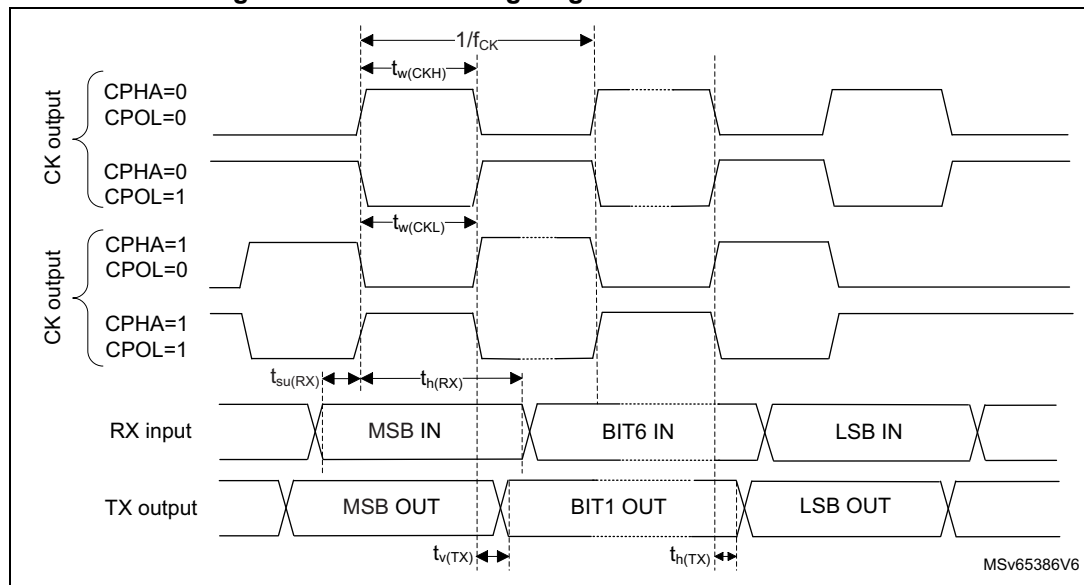 1/fCK
tw(CKH)
CK output
CPHA=0
CPOL=0
CPHA=0
CPOL=1
tw(CKL)
CK output
CPHA=1
CPOL=0
CPHA=1
CPOL=1
tsu(RX)
th(RX)
RX input
MSB IN
BIT6 IN
LSB IN
TX output
MSB OUT
BIT1 OUT
LSB OUT
tv(TX)
th(TX)
MSv65386V6